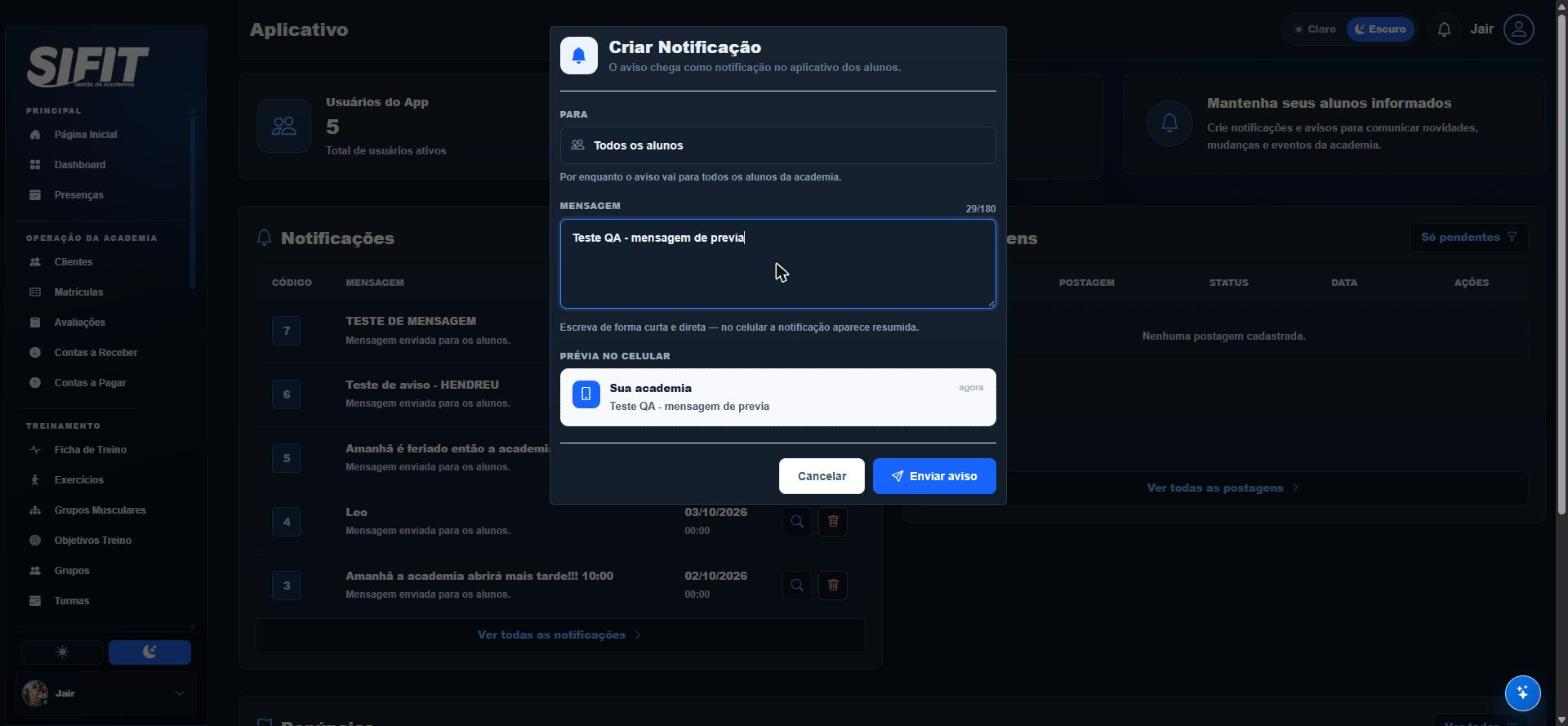 SIFIT
Gestão de Academias
PRINCIPAL
Página Inicial
Dashboard
Presenças
OPERAÇÃO DA ACADEMIA
Clientes
Matrículas
Avaliações
Contas a Receber
Contas a Pagar
TREINAMENTO
Ficha de Treino
Exercícios
Grupos Musculares
Objetivos Treino
Grupos
Turmas
Jair
Aplicativo
Claro
Escuro
Jair
Usuários do App
5
Total de usuários ativos
Mantenha seus alunos informados
Crie notificações e avisos para comunicar novidades,
mudanças e eventos da academia.
Notificações
CÓDIGO MENSAGEM
7
TESTE DE MENSAGEM
Mensagem enviada para os alunos.
6
Teste de aviso - HENDREU
Mensagem enviada para os alunos.
5
Amanhã é feriado então a academi
Mensagem enviada para os alunos.
4
Leo
Mensagem enviada para os alunos.
03/10/2026
00:00
3
Amanhã a academia abrirá mais tarde!!! 10:00
Mensagem enviada para os alunos.
02/10/2026
00:00
Ver todas as notificações
Criar Notificação
O aviso chega como notificação no aplicativo dos alunos.
PARA
Todos os alunos
Por enquanto o aviso vai para todos os alunos da academia.
MENSAGEM
29/180
Teste QA - mensagem de previa
Escreva de forma curta e direta — no celular a notificação aparece resumida.
PRÉVIA NO CELULAR
Sua academia
agora
Teste QA - mensagem de previa
Cancelar
Enviar aviso
ens
Só pendentes
POSTAGEM STATUS DATA AÇÕES
Nenhuma postagem cadastrada.
Ver todas as postagens